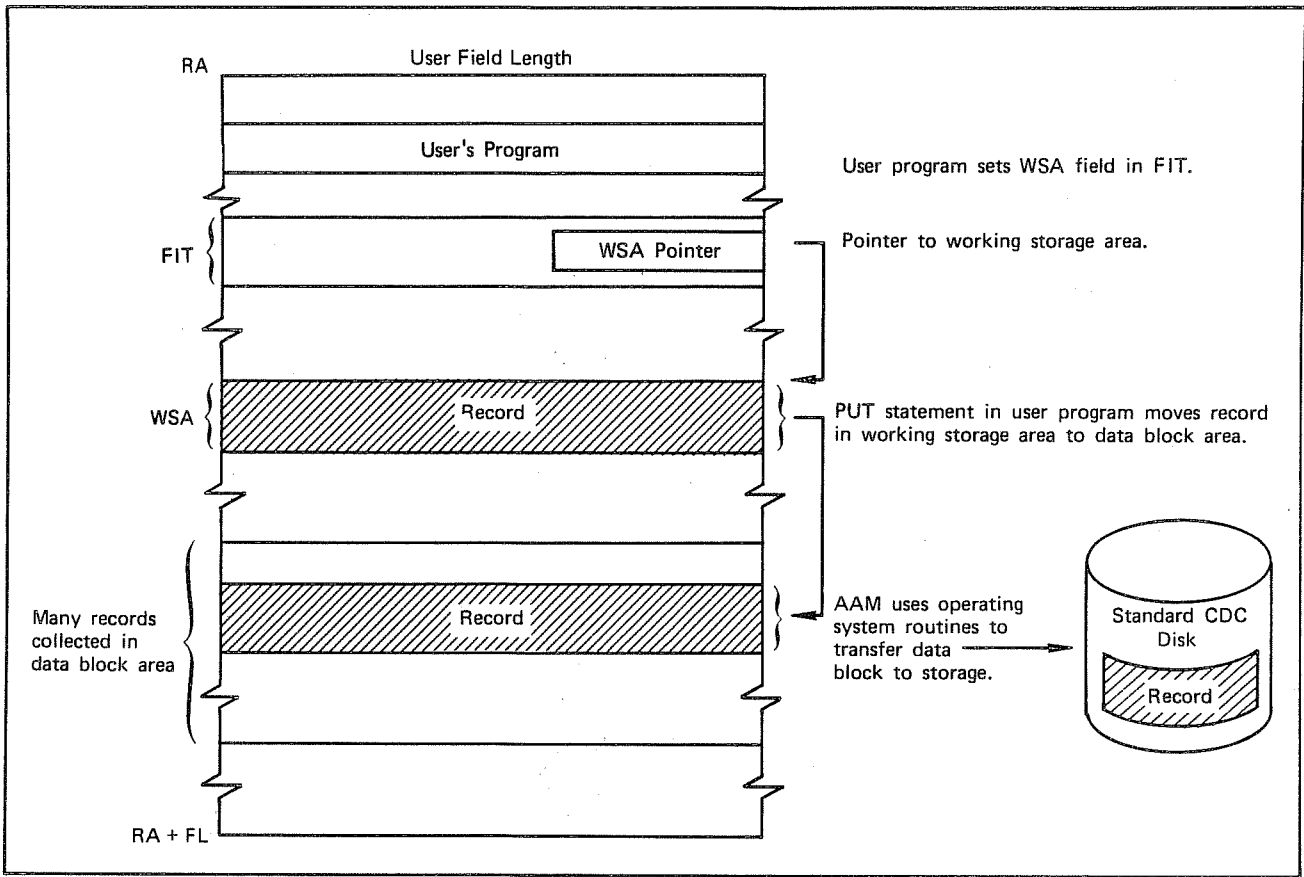 User Field Length
RA
User's Program
User program sets WSA field in FIT.
FIT
WSA Pointer
Pointer to working storage area.
WSA
Record
PUT statement in user program moves record
in working storage area to data block area.
Many records
collected in
data block area
Record
AAM uses operating
system routines to
transfer data
block to storage.
Standard CDC
Disk
Record
RA + FL